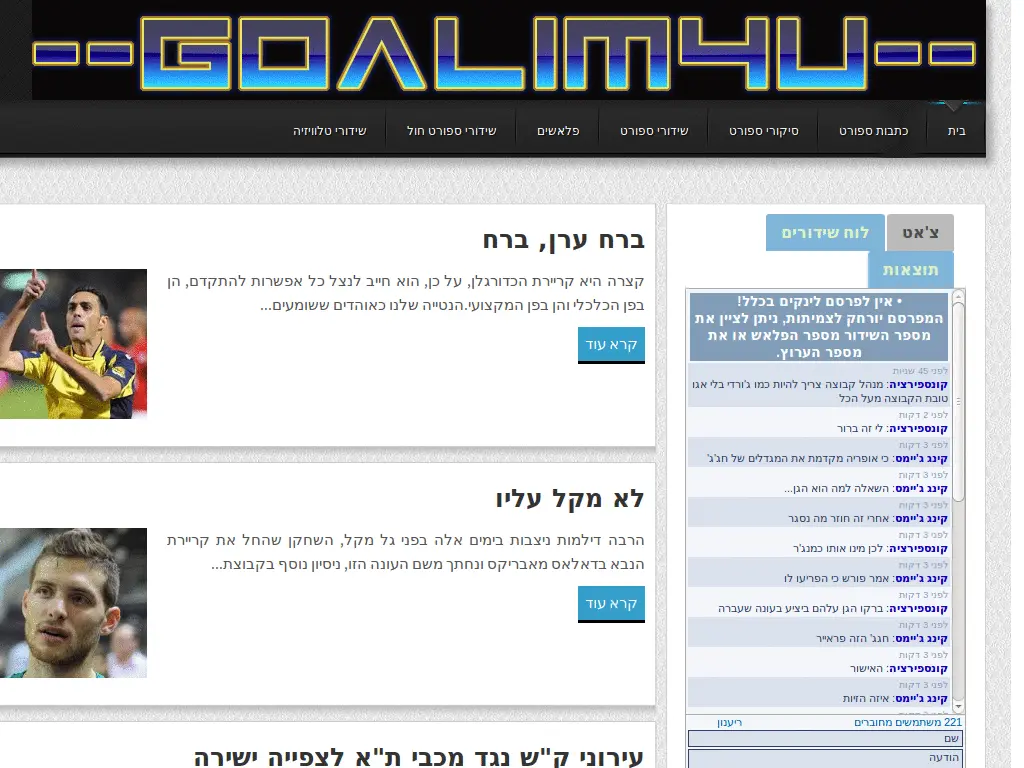 --GOALIM4U--
בית
כתבות ספורט
סיקורי ספורט
שידורי ספורט
פלאשים
שידורי ספורט חול
שידורי טלוויזיה
צ'אט
לוח שידורים
תוצאות
• אין לפרסם לינקים בכלל!
המפרסם יורחק לצמיתות, ניתן לציין את
מספר השידור מספר הפלאש או את
מספר הערוץ.
לפני 45 שניות
קונספירציה: מנהל קבוצה צריך להיות כמו ג'ורדי בלי אגו
טובת הקבוצה מעל הכל
לפני 2 דקות
קונספירציה: לי זה ברור
לפני 3 דקות
קינג ג'יימס: כי אופריה מקדמת את המגדלים של חג'ג'
לפני 3 דקות
קינג ג'יימס: השאלה למה הוא הגן...
לפני 3 דקות
קינג ג'יימס: אחרי זה חוזר מה נסגר
לפני 3 דקות
קונספירציה: לכן מינו אותו כמנג'ר
לפני 3 דקות
קינג ג'יימס: אמר פורש כי הפריעו לו
לפני 3 דקות
קונספירציה: ברקו הגן עלהם ביציע בעונה שעברה
לפני 3 דקות
קינג ג'יימס: חגג' הזה פראייר
לפני 3 דקות
קונספירציה: האישור
לפני 3 דקות
קינג ג'יימס: איזה הזיות
221 משתמשים מחוברים
ריענון
שם
הודעה
ברח ערן, ברח
קצרה היא קריירת הכדורגלן, על כן, הוא חייב לנצל כל אפשרות להתקדם, הן
בפן הכלכלי והן בפן המקצועי.הנטייה שלנו כאוהדים ששומעים...
קרא עוד
לא מקל עליו
הרבה דילמות ניצבות בימים אלה בפני גל מקל, השחקן שהחל את קריירת
הנבא בדאלאס מאבריקס ונחתך משם העונה הזו, ניסיון נוסף בקבוצת...
קרא עוד
עירוני ק"ש נגד מכבי ת"א לצפייה ישירה